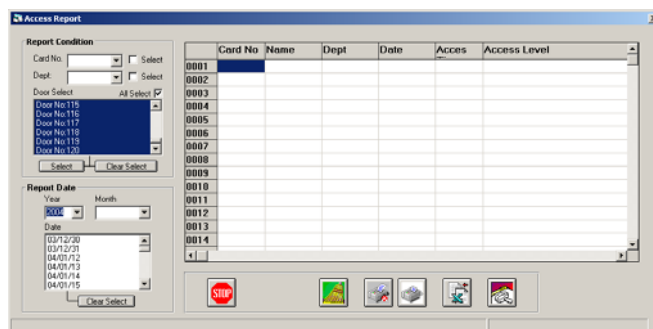 Access Report
Report Condition
Card No. Select
Dept: Select
Door Select All Select
Door No:115
Door No:116
Door No:117
Door No:118
Door No:119
Door No:120
Select Clear Select
Report Date
Year Month
2004
Date
03/12/30
03/12/31
04/01/12
04/01/13
04/01/14
04/01/15
Clear Select
Card No Name Dept Date Acces Access Level
0001
0002
0003
0004
0005
0006
0007
0008
0009
0010
0011
0012
0013
0014
STOP